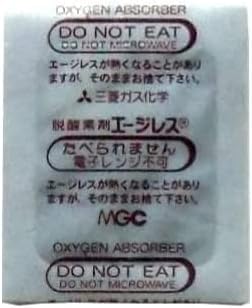 OXYGEN ABSORBER
DO NOT EAT
DO NOT MICROWAVE
エージレスが熱くなることがあり
ますが、そのままお捨て下さい。
三菱ガス化学
脱酸素剤 エージレス®
たべられません
電子レンジ不可
エージレスが熱くなることがあり
ますが、そのままお捨て下さい。
MGC
OXYGEN ABSORBER
DO NOT EAT
DO NOT MICROWAVE